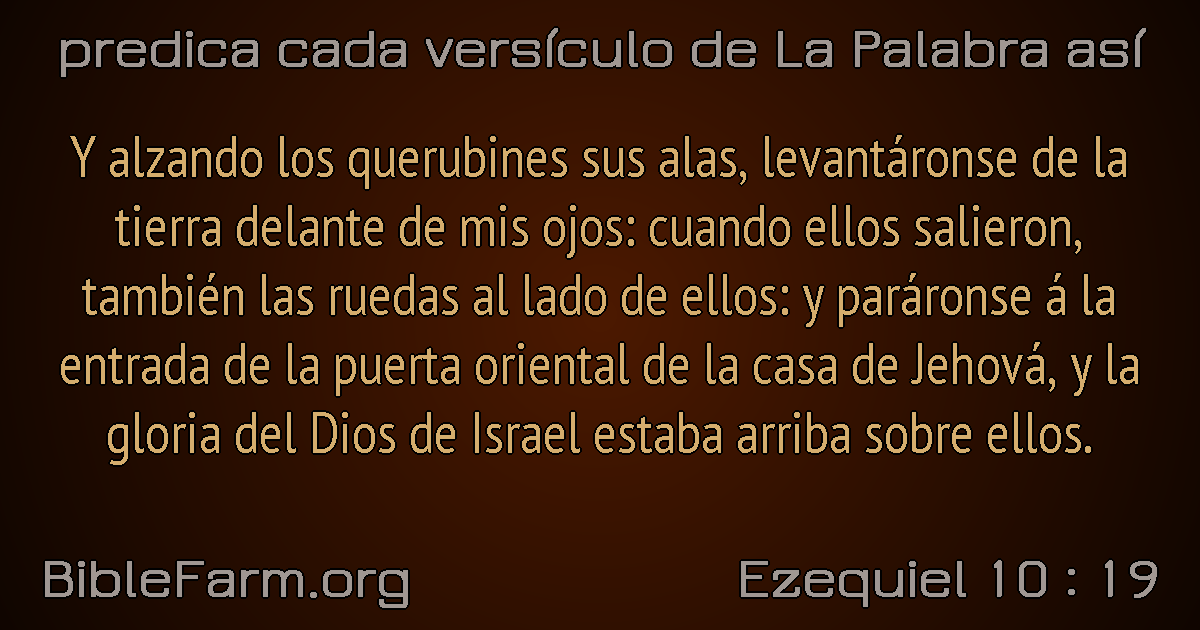 predica cada versículo de La Palabra así
Y alzando los querubines sus alas, levantáronse de la
tierra delante de mis ojos: cuando ellos salieron,
también las ruedas al lado de ellos: y paráronse á la
entrada de la puerta oriental de la casa de Jehová, y la
gloria del Dios de Israel estaba arriba sobre ellos.
BibleFarm.org
Ezequiel 10 : 19